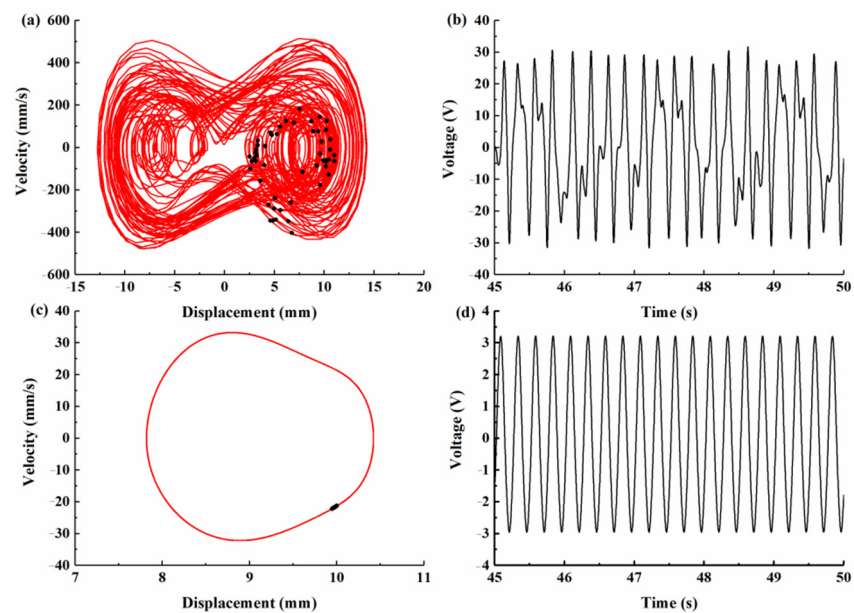 (a)
600
400
200
0
-200
-400
-600
Velocity (mm/s)
-15 -10 -5 0 5 10 15 20
Displacement (mm)
(b)
40
30
20
10
0
-10
-20
-30
-40
Voltage (V)
45 46 47 48 49 50
Time (s)
(c)
40
30
20
10
0
-10
-20
-30
-40
Velocity (mm/s)
7 8 9 10 11
Displacement (mm)
(d)
4
3
2
1
0
-1
-2
-3
-4
Voltage (V)
45 46 47 48 49 50
Time (s)